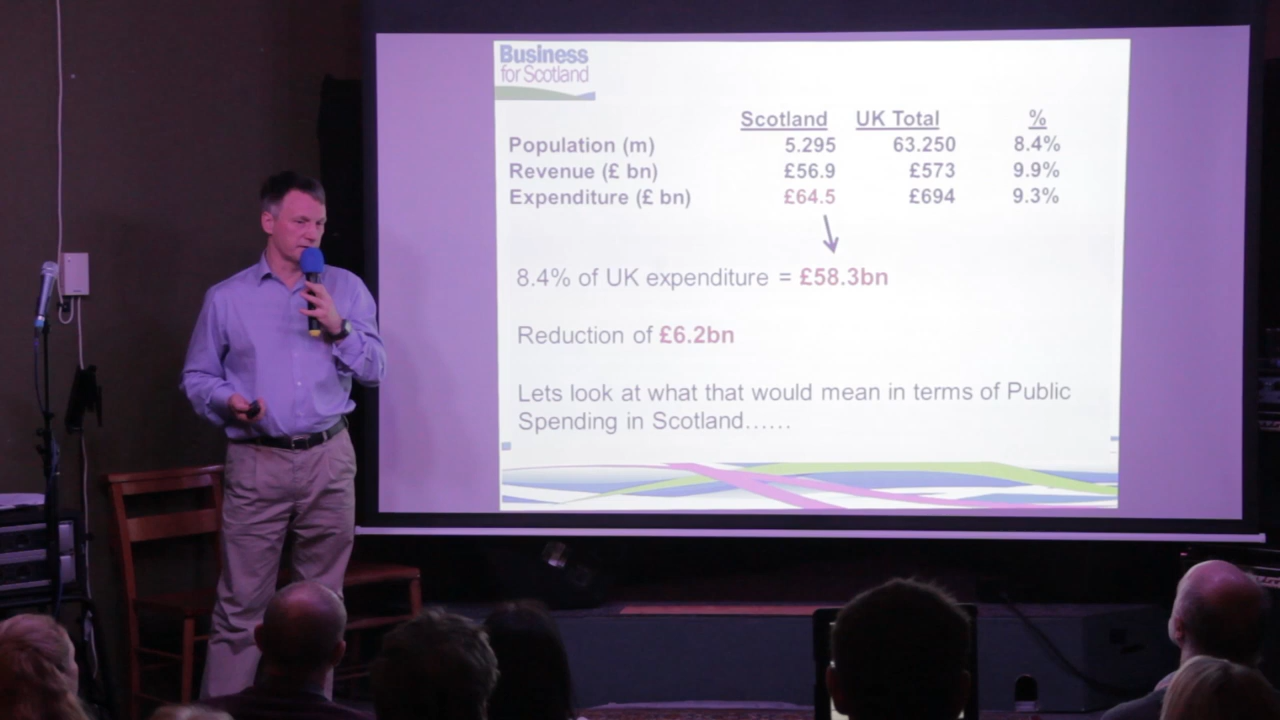 Business
for Scotland
Scotland UK Total %
Population (m) 5.295 63.250 8.4%
Revenue (£ bn) £56.9 £573 9.9%
Expenditure (£ bn) £64.5 £694 9.3%
8.4% of UK expenditure = £58.3bn
Reduction of £6.2bn
Lets look at what that would mean in terms of Public
Spending in Scotland……